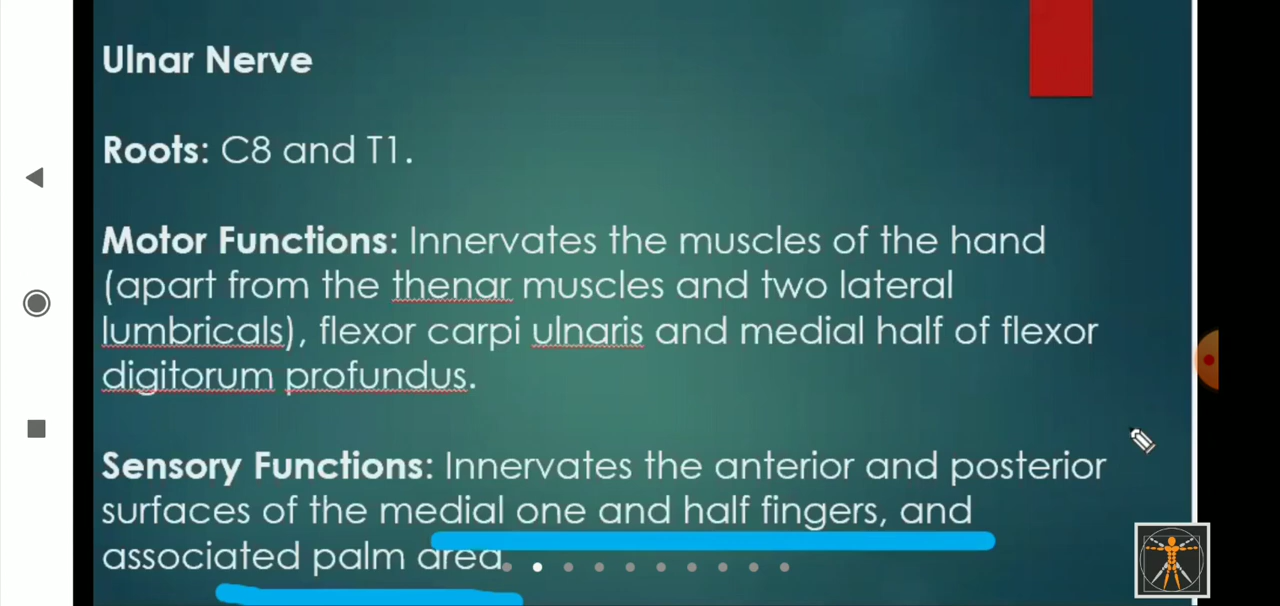 Ulnar Nerve
Roots: C8 and T1.
Motor Functions: Innervates the muscles of the hand
(apart from the thenar muscles and two lateral
lumbricals), flexor carpi ulnaris and medial half of flexor
digitorum profundus.
Sensory Functions: Innervates the anterior and posterior
surfaces of the medial one and half fingers, and
associated palm area